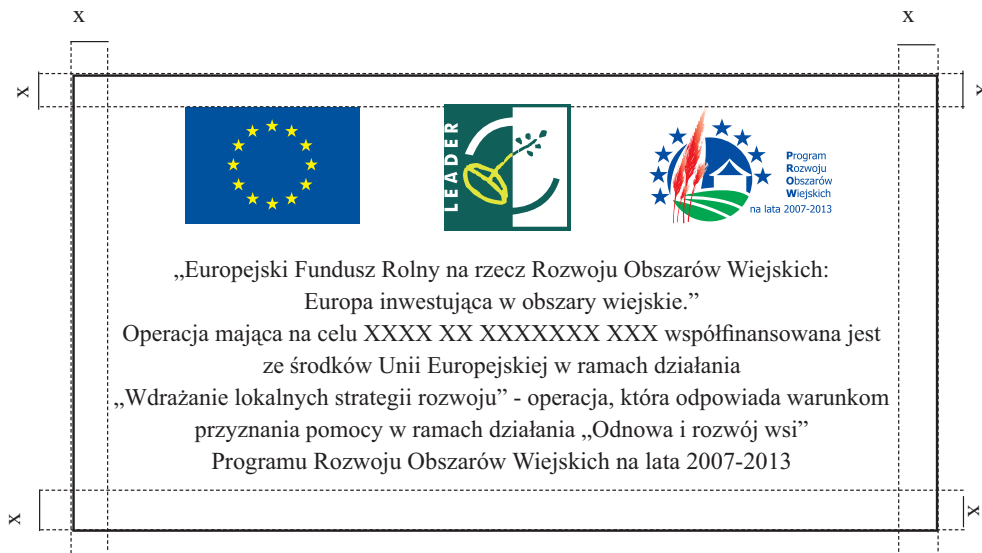 x x
x x
LEADER
Program
Rozwoju
Obszarów
Wiejskich
na lata 2007-2013
„Europejski Fundusz Rolny na rzecz Rozwoju Obszarów Wiejskich:
Europa inwestująca w obszary wiejskie.”
Operacja mająca na celu XXXX XX XXXXXXX XXX współfinansowana jest
ze środków Unii Europejskiej w ramach działania
„Wdrażanie lokalnych strategii rozwoju” - operacja, która odpowiada warunkom
przyznania pomocy w ramach działania „Odnowa i rozwój wsi”
Programu Rozwoju Obszarów Wiejskich na lata 2007-2013
x x